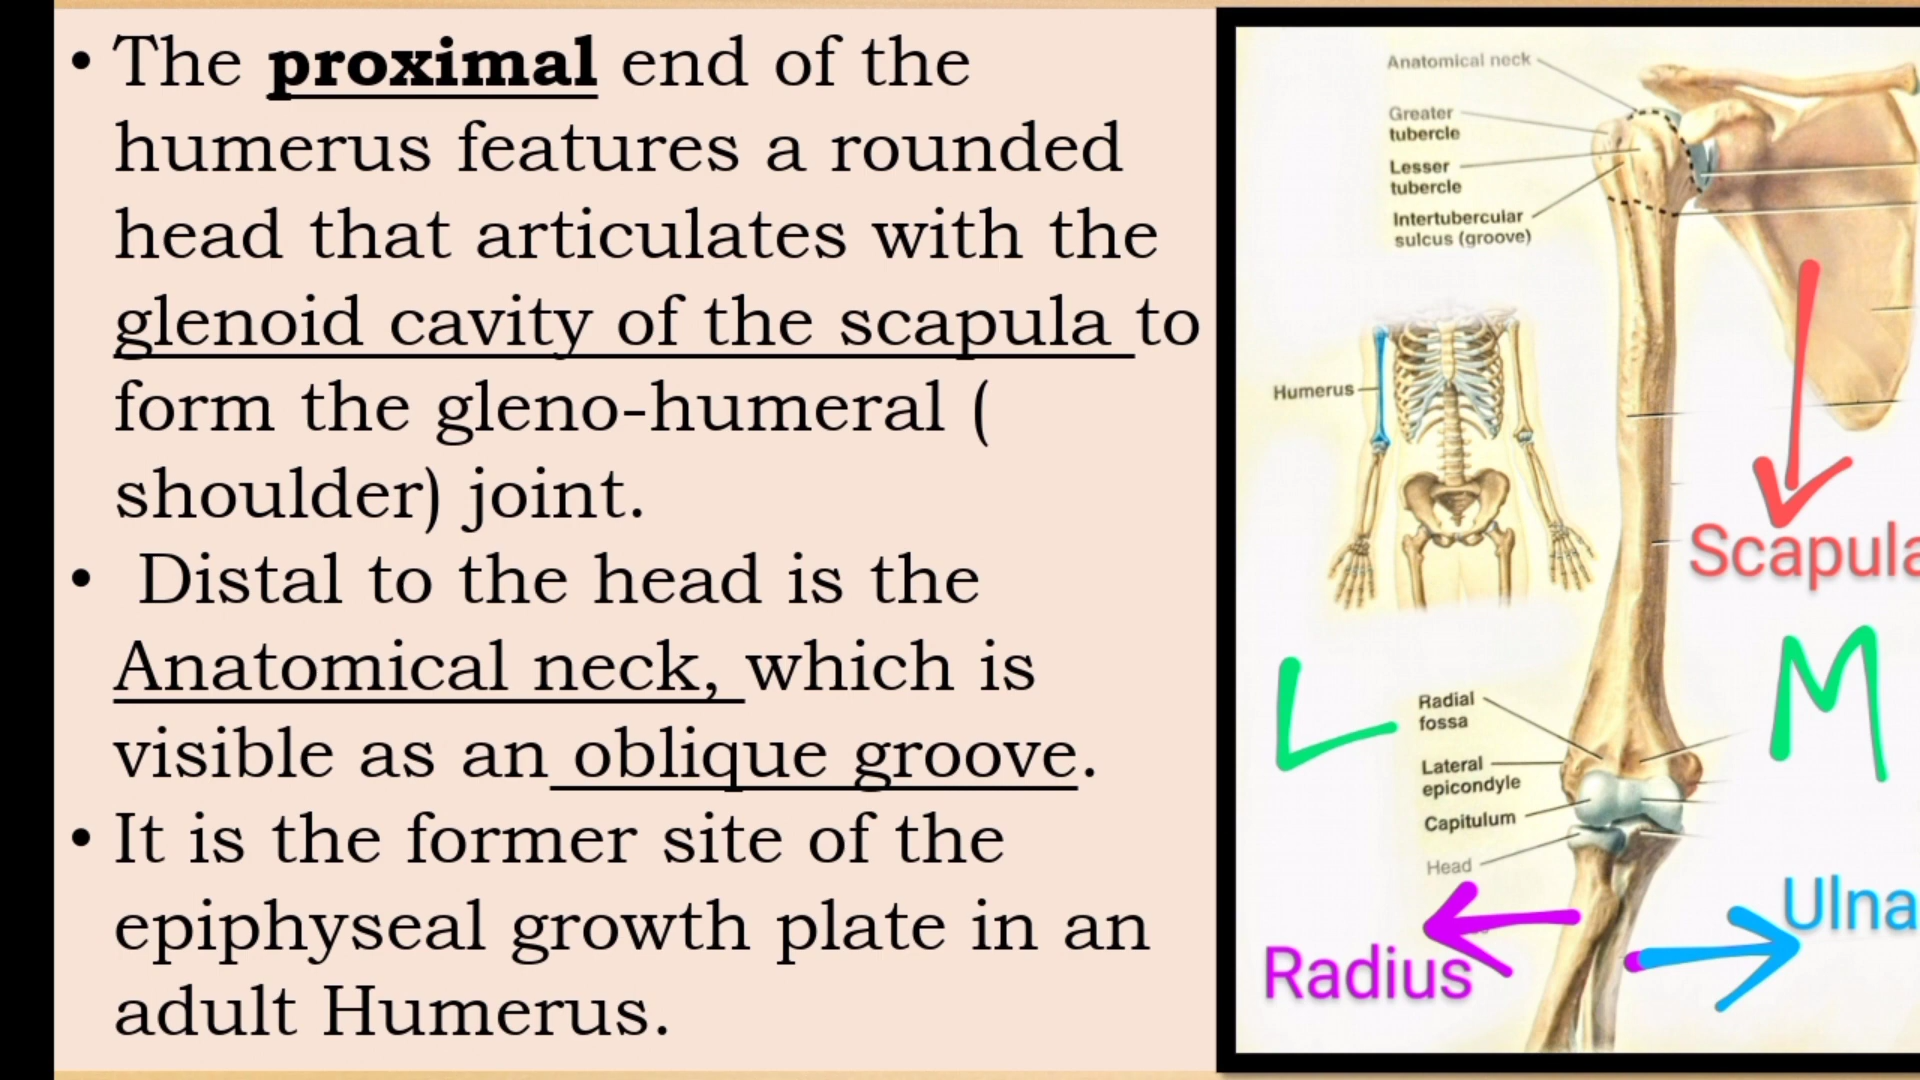 • The proximal end of the
humerus features a rounded
head that articulates with the
glenoid cavity of the scapula to
form the gleno-humeral (
shoulder) joint.
• Distal to the head is the
Anatomical neck, which is
visible as an oblique groove.
• It is the former site of the
epiphyseal growth plate in an
adult Humerus.
Anatomical neck
Greater
tubercle
Lesser
tubercle
Intertubercular
sulcus (groove)
Humerus
Scapula
L
M
Radial
fossa
Lateral
epicondyle
Capitulum
Head
Ulna
Radius